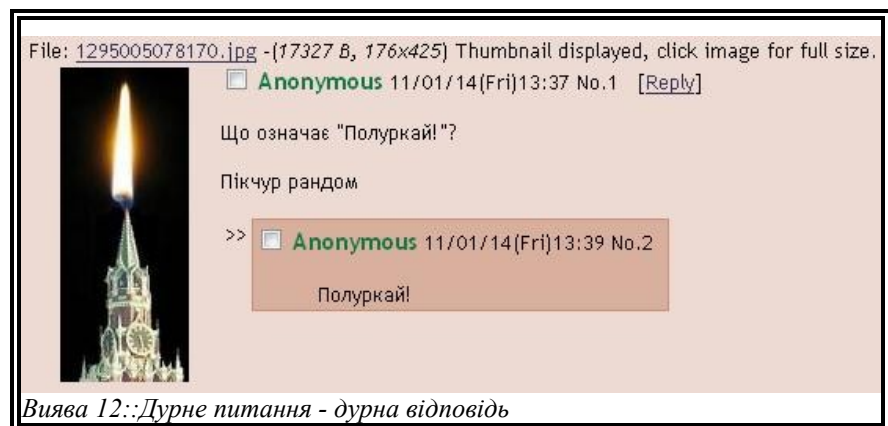 File: 1295005078170.jpg -(17327 B, 176x425) Thumbnail displayed, click image for full size.
Anonymous 11/01/14(Fri)13:37 No.1 [Reply]
Що означає "Полуркай!"?
Пікчур рандом
>> Anonymous 11/01/14(Fri)13:39 No.2
Полуркай!
Виява 12::Дурне питання - дурна відповідь